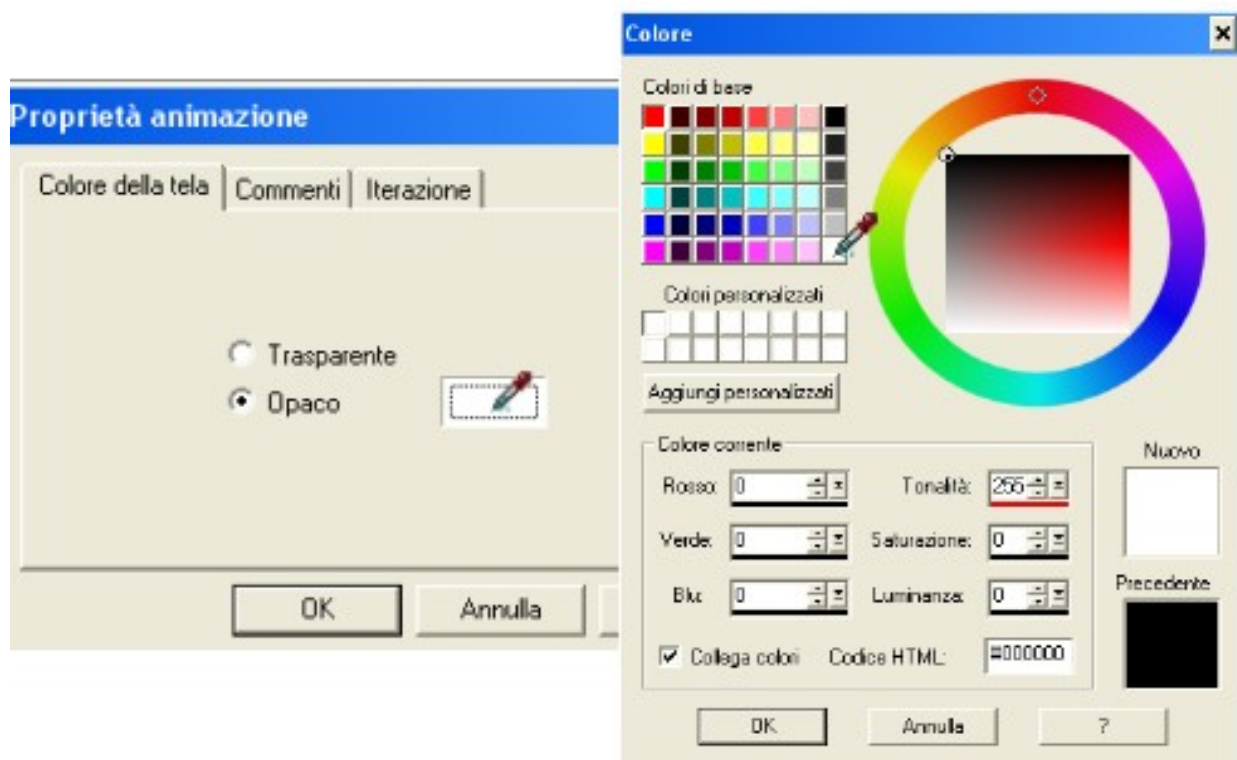 Proprietà animazione
Colore della tela Commenti Iterazione
Trasparente
Opaco
OK Annulla
Colore
Colori di base
Colori personalizzati
Aggiungi personalizzati
Colore corrente
Rosso: 0 Tonalità: 255
Verde: 0 Saturazione: 0
Blu: 0 Luminanza: 0
Collega colori Codice HTML: #000000
Nuovo
Precedente
OK Annulla ?